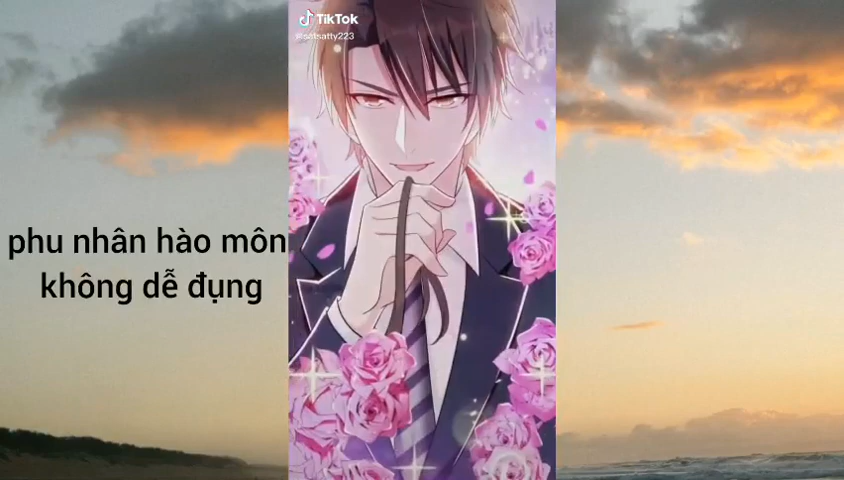 TikTok
@satsatty223
phu nhân hào môn
không dễ đụng